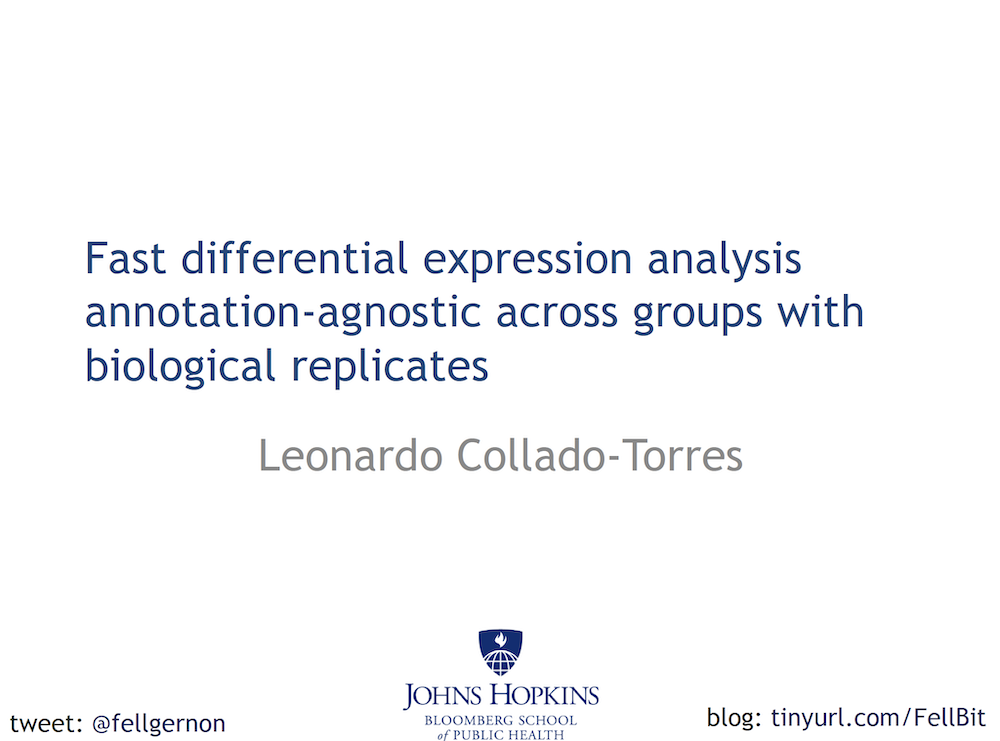 Fast differential expression analysis
annotation-agnostic across groups with
biological replicates
Leonardo Collado-Torres
JOHNS HOPKINS
BLOOMBERG SCHOOL
of PUBLIC HEALTH
tweet: @fellgernon
blog: tinyurl.com/FellBit